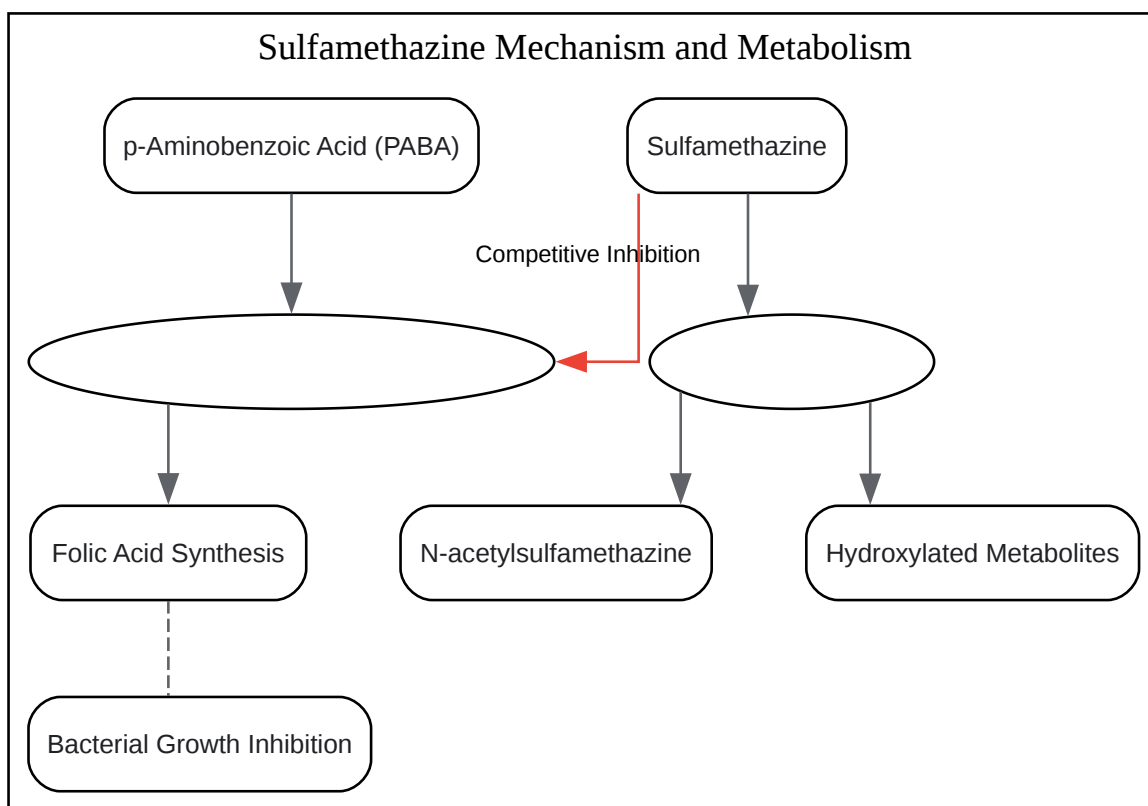 Sulfamethazine Mechanism and Metabolism
p-Aminobenzoic Acid (PABA)
Sulfamethazine
Competitive Inhibition
Folic Acid Synthesis
N-acetylsulfamethazine
Hydroxylated Metabolites
Bacterial Growth Inhibition